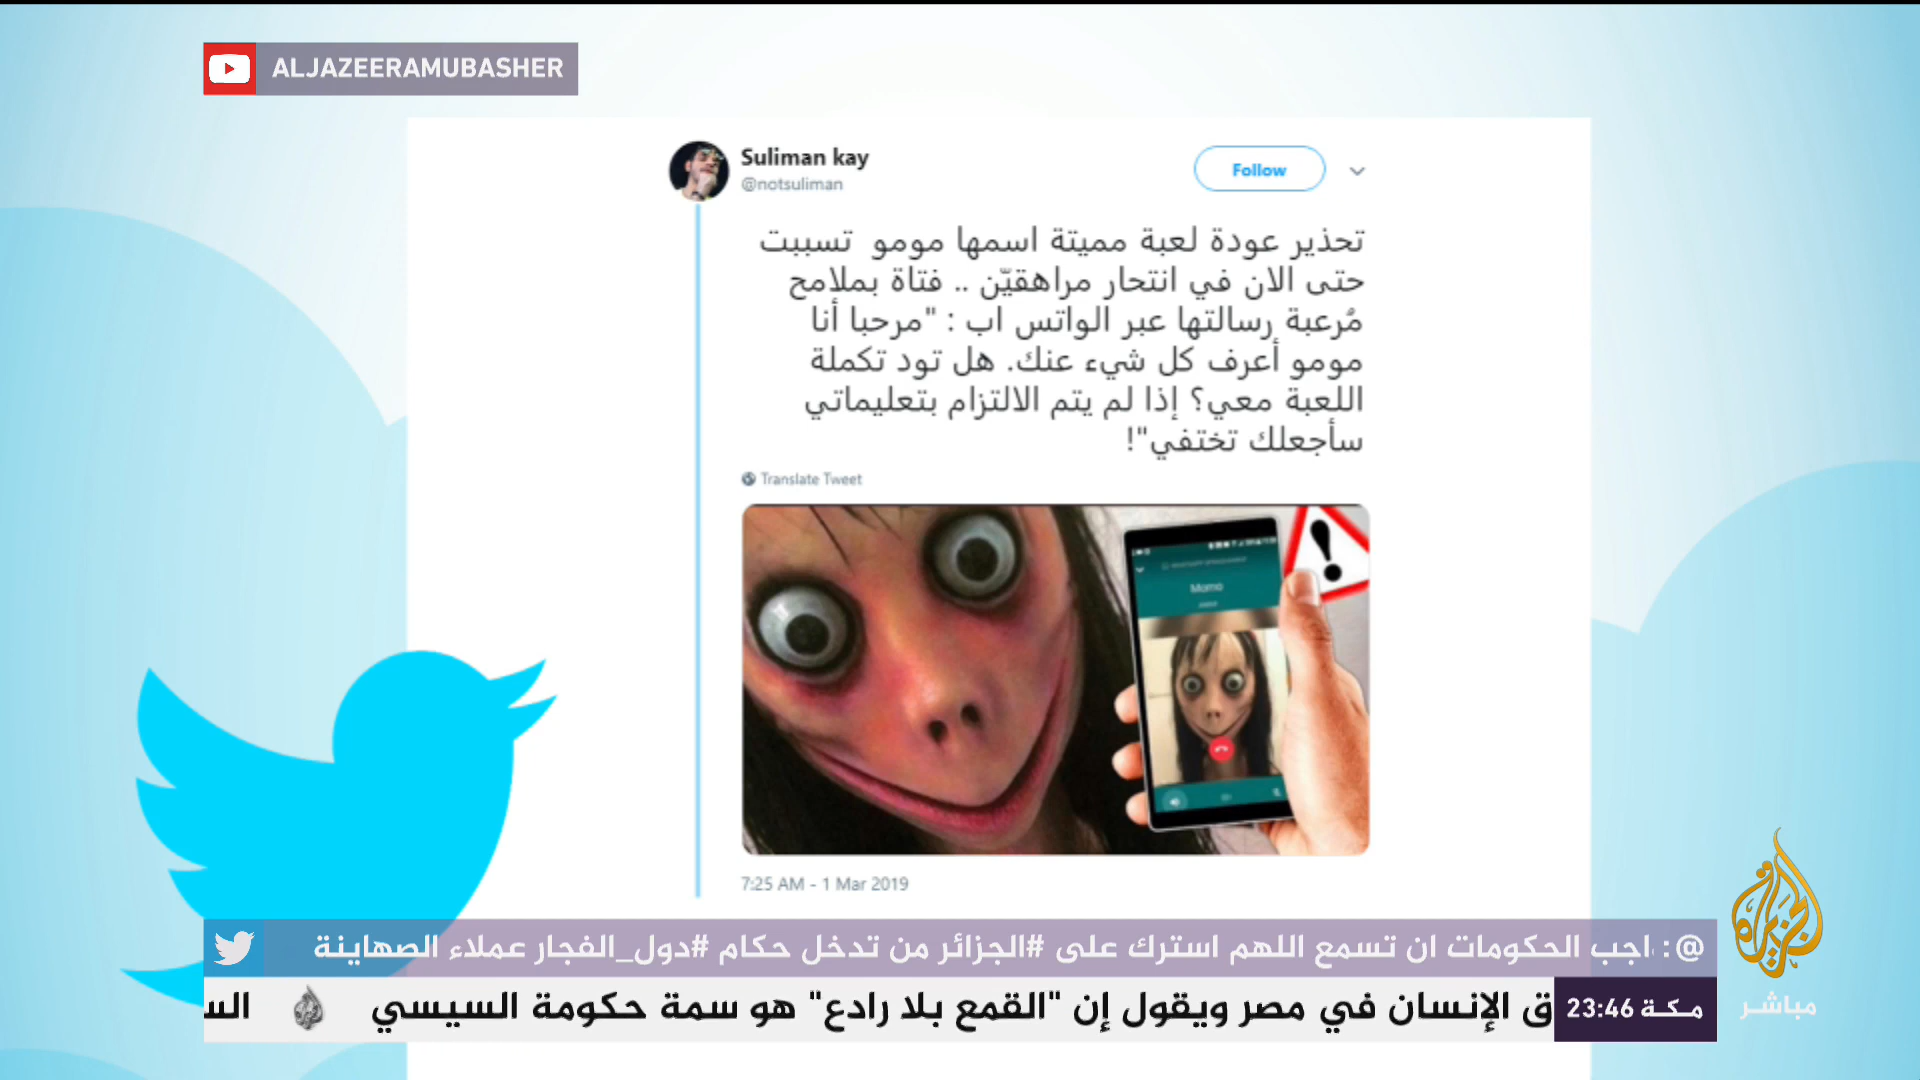 ALJAZEERAMUBASHER
Suliman kay
@notsuliman
Follow
تحذير عودة لعبة مميتة اسمها مومو تسببت
حتى الان في انتحار مراهقيّن .. فتاة بملامح
مُرعبة رسالتها عبر الواتس اب : "مرحبا أنا
مومو أعرف كل شيء عنك. هل تود تكملة
اللعبة معي؟ إذا لم يتم الالتزام بتعليماتي
سأجعلك تختفي"!
Translate Tweet
Momo
7:25 AM - 1 Mar 2019
@: اجب الحكومات ان تسمع اللهم استرك على #الجزائر من تدخل حكام #دول_الفجار عملاء الصهاينة
مكة 23:46
ق الإنسان في مصر ويقول إن "القمع بلا رادع" هو سمة حكومة السيسي
الس
الجزيرة
مباشر